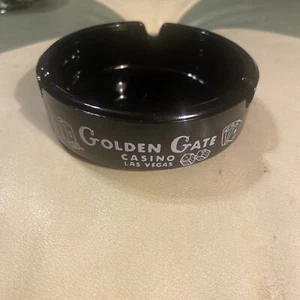 GOLDEN GATE
CASINO
LAS VEGAS